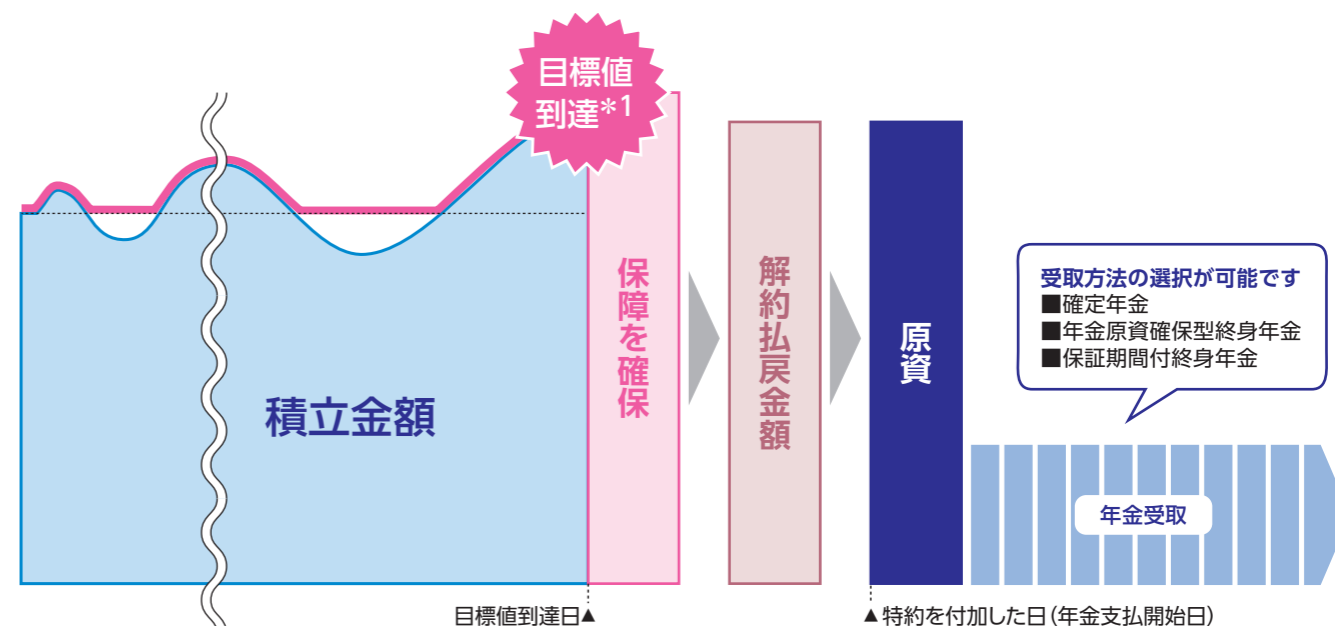 目標値
到達*1
積立金額
保障を確保
解約払戻金額
原資
受取方法の選択が可能です
■確定年金
■年金原資確保型終身年金
■保証期間付終身年金
年金受取
目標値到達日▲
▲特約を付加した日(年金支払開始日)